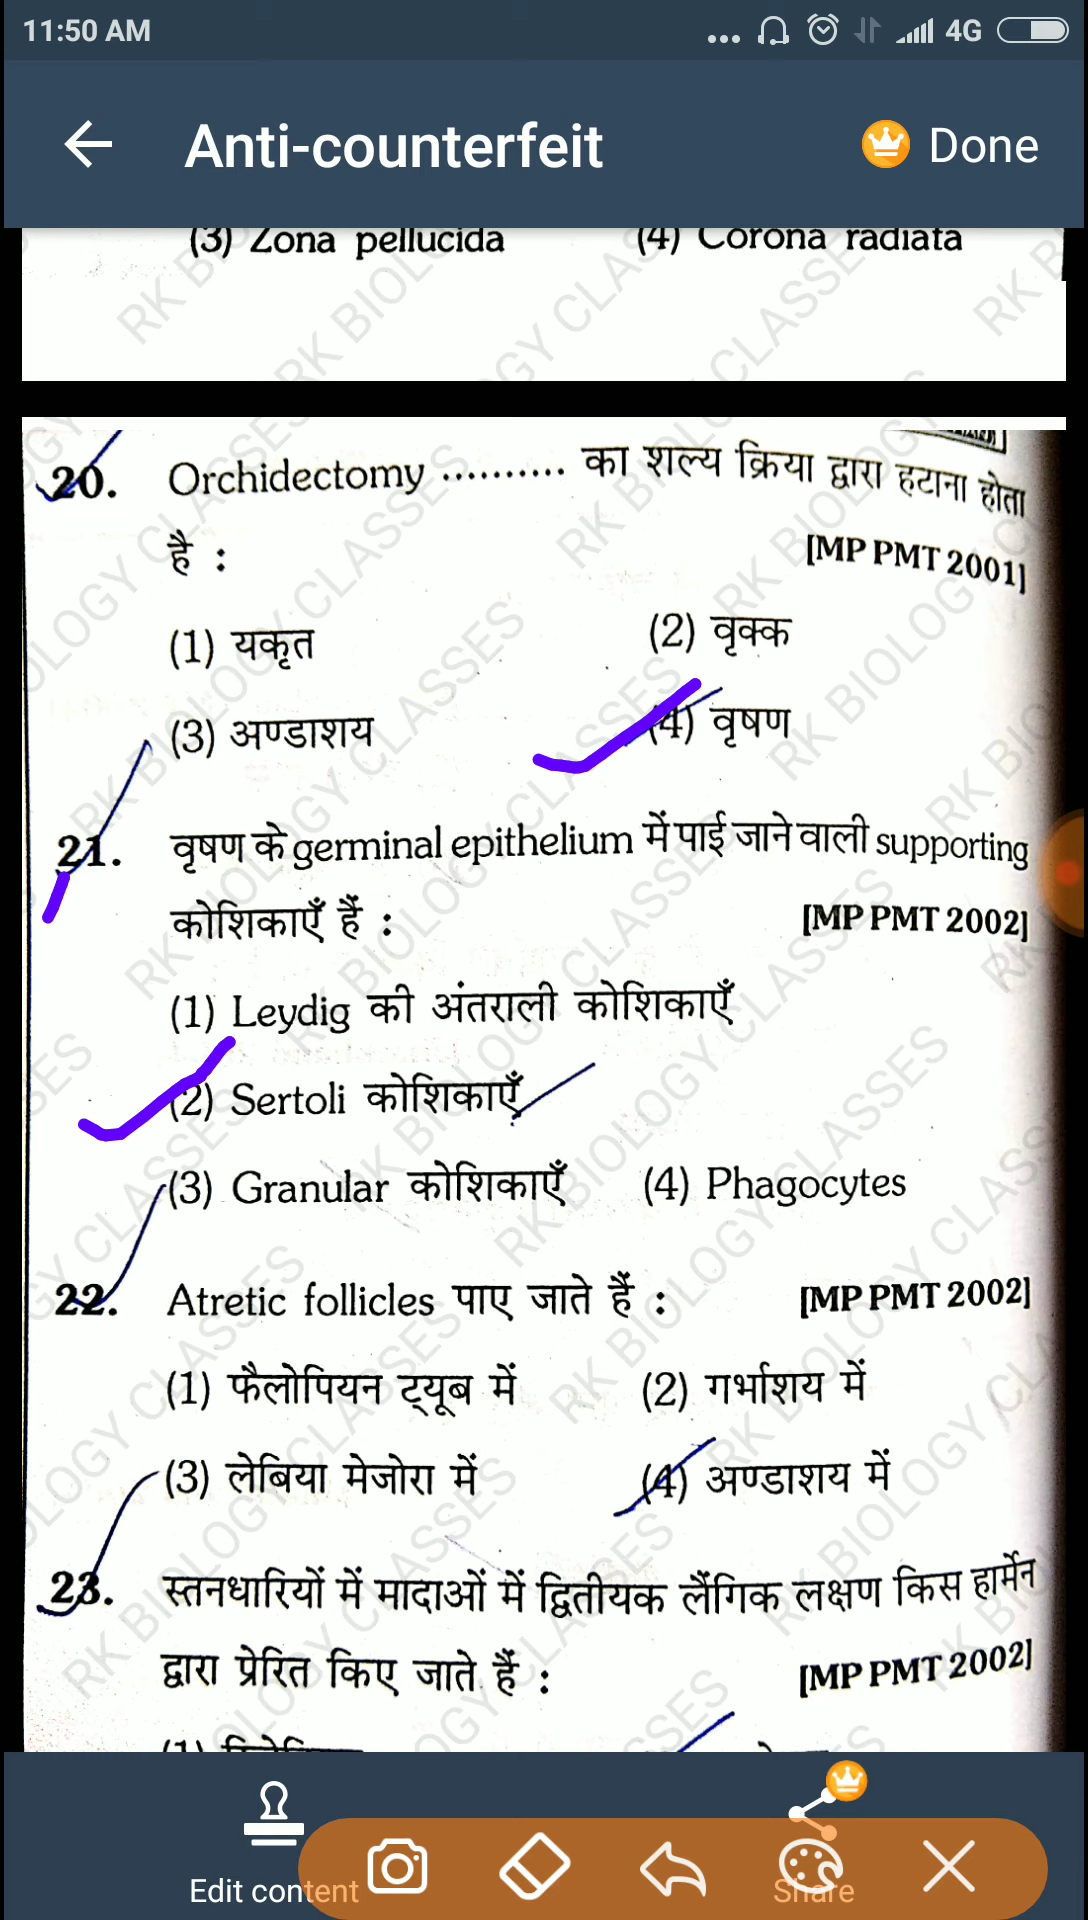 11:50 AM
4G
Anti-counterfeit
Done
(3) Zona pellucida (4) Corona radiata
20. Orchidectomy .......... का शल्य क्रिया द्वारा हटाना होता
है : [MP PMT 2001]
(1) यकृत (2) वृक्क
(3) अण्डाशय (4) वृषण
21. वृषण के germinal epithelium में पाई जाने वाली supporting
कोशिकाएँ हैं : [MP PMT 2002]
(1) Leydig की अंतराली कोशिकाएँ
(2) Sertoli कोशिकाएँ
(3) Granular कोशिकाएँ (4) Phagocytes
22. Atretic follicles पाए जाते हैं : [MP PMT 2002]
(1) फैलोपियन ट्यूब में (2) गर्भाशय में
(3) लेबिया मेजोरा में (4) अण्डाशय में
23. स्तनधारियों में मादाओं में द्वितीयक लैंगिक लक्षण किस हार्मेन
द्वारा प्रेरित किए जाते हैं : [MP PMT 2002]
Edit content
Share
RK BIOLOGY CLASSES